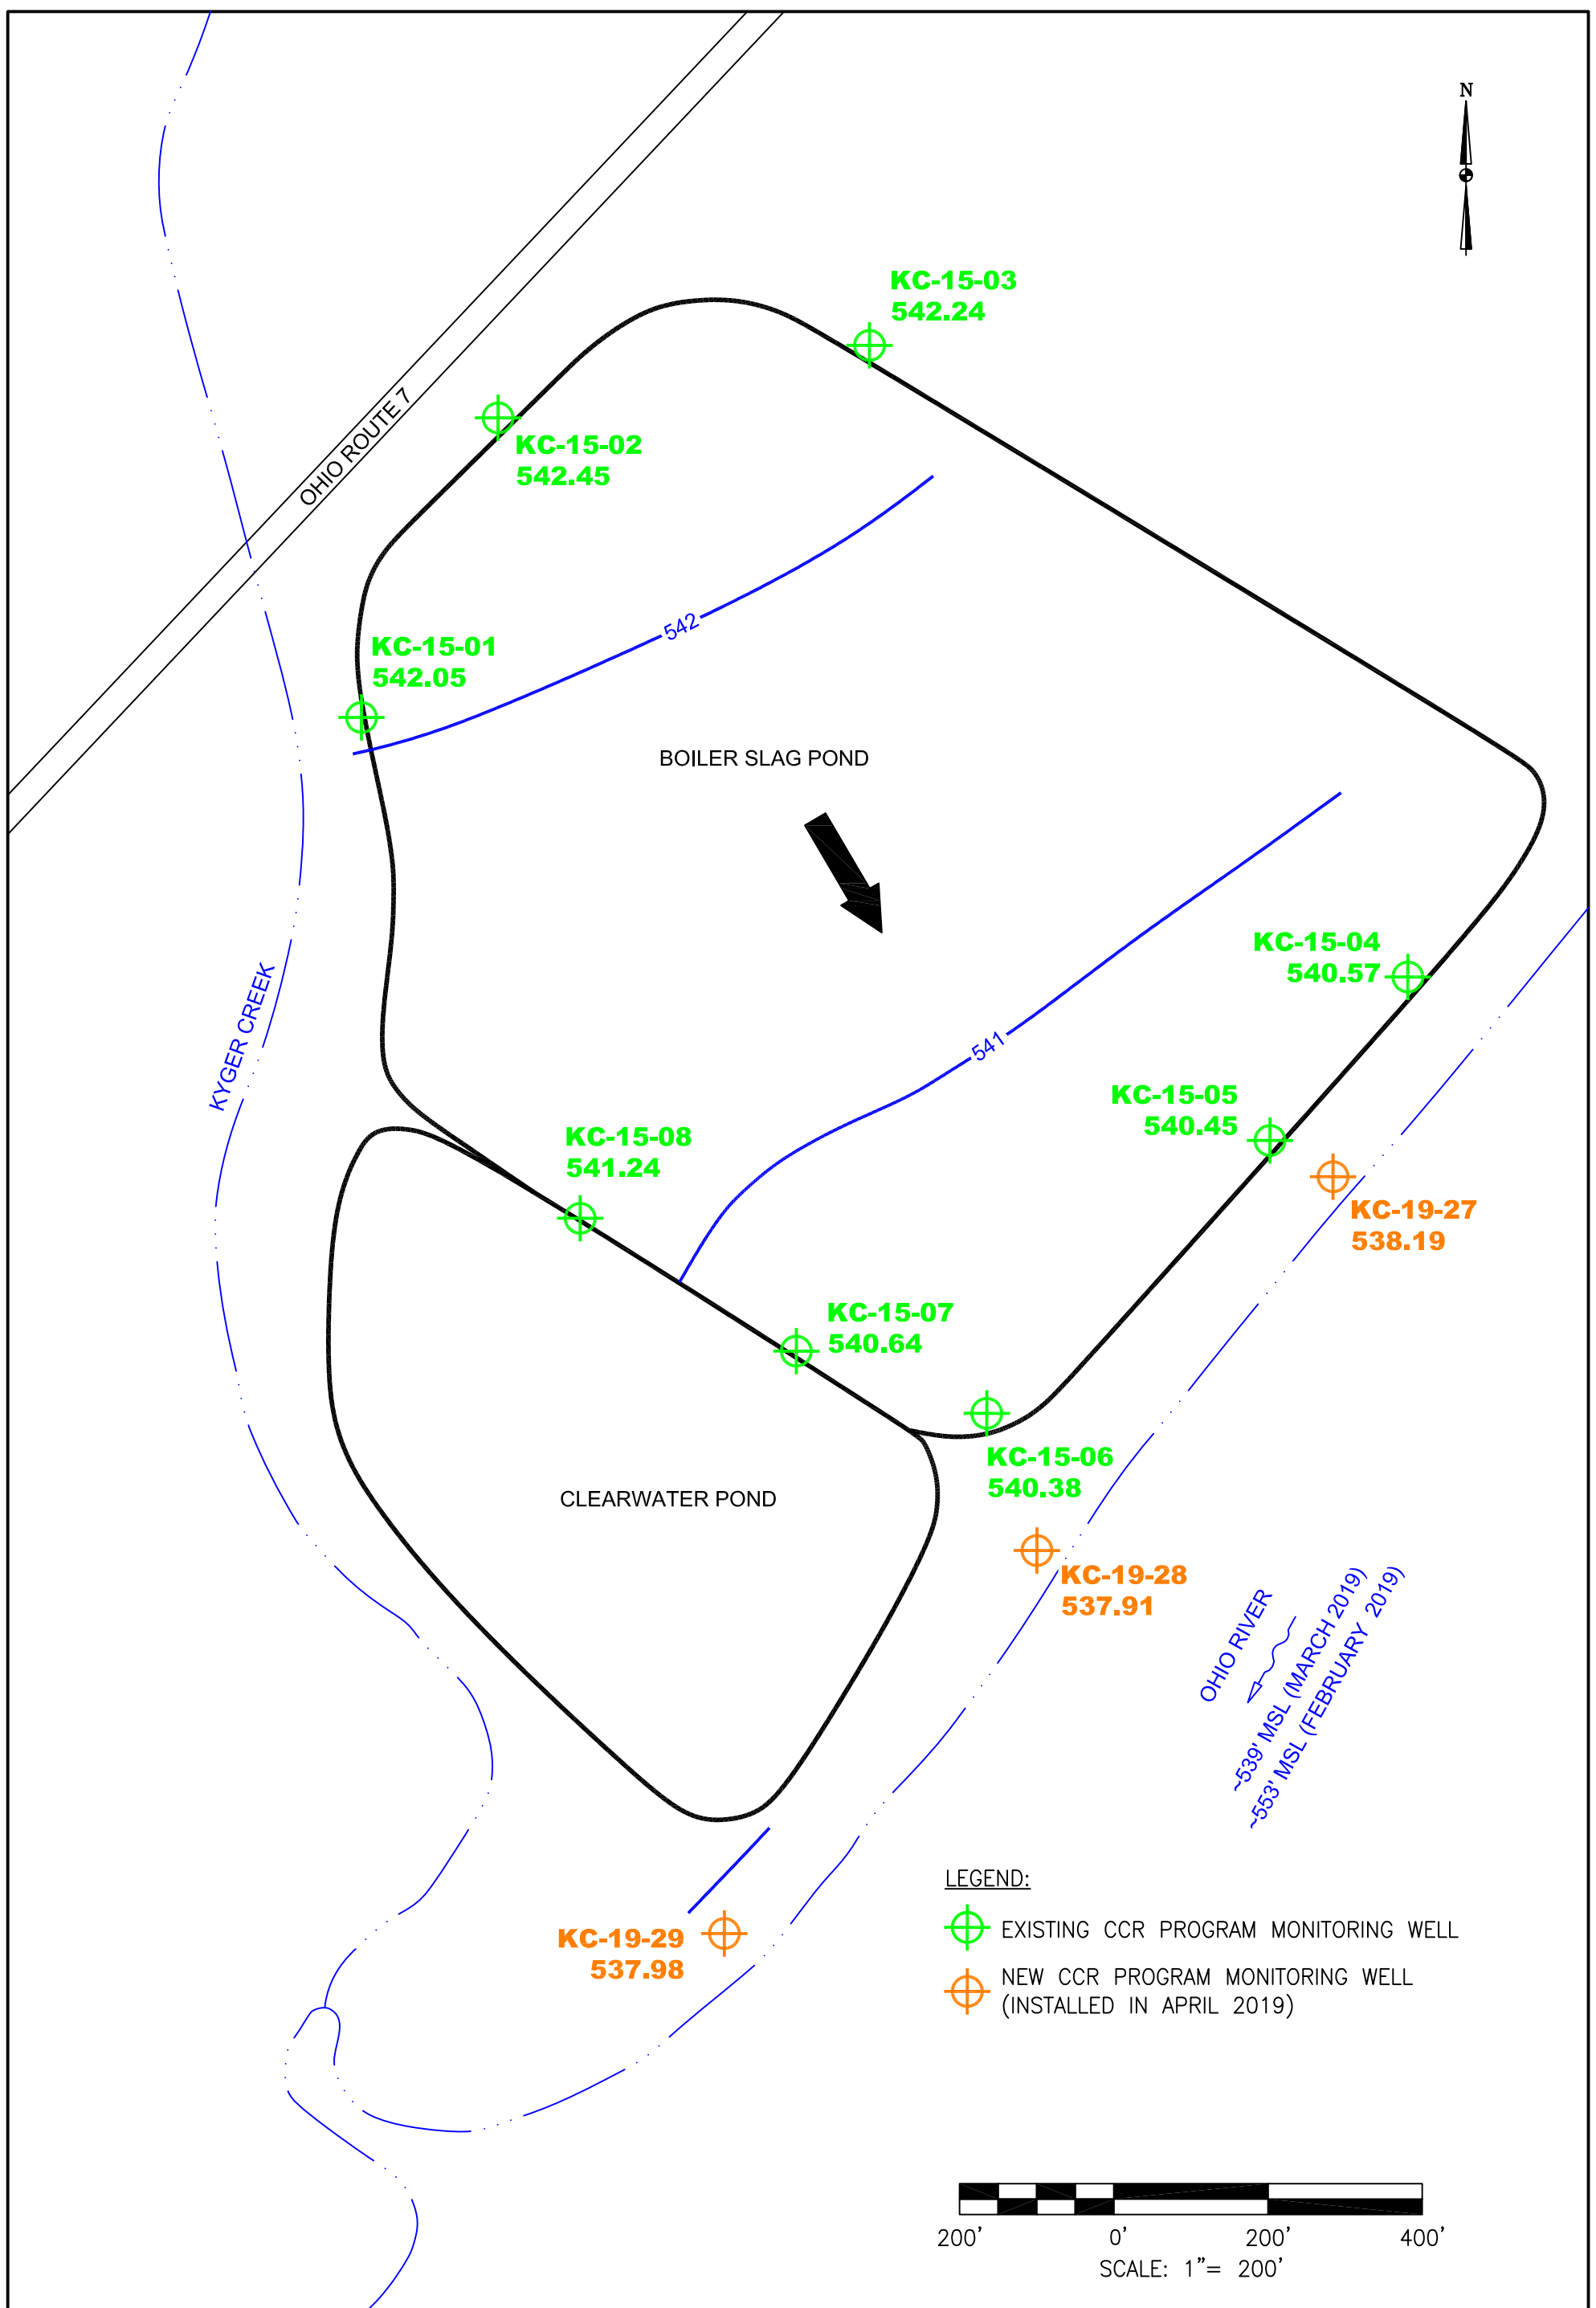 N
KC-15-03
542.24
OHIO ROUTE 7
KC-15-02
542.45
542
KC-15-01
542.05
BOILER SLAG POND
KC-15-04
540.57
KYGER CREEK
541
KC-15-05
540.45
KC-15-08
541.24
KC-19-27
538.19
KC-15-07
540.64
KC-15-06
540.38
CLEARWATER POND
KC-19-28
537.91
OHIO RIVER
~539' MSL (MARCH 2019)
~553' MSL (FEBRUARY 2019)
LEGEND:
EXISTING CCR PROGRAM MONITORING WELL
NEW CCR PROGRAM MONITORING WELL
(INSTALLED IN APRIL 2019)
KC-19-29
537.98
200' 0' 200' 400'
SCALE: 1"= 200'